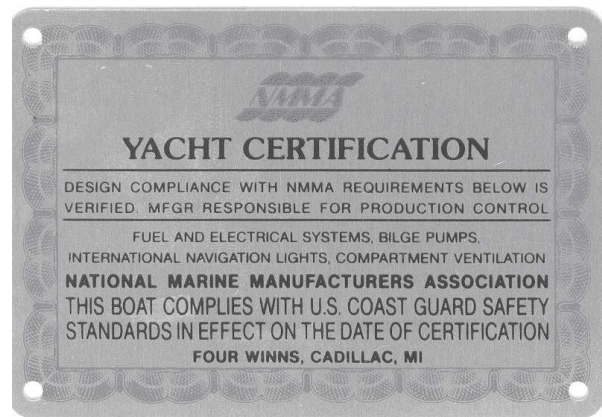 NMMA
YACHT CERTIFICATION
DESIGN COMPLIANCE WITH NMMA REQUIREMENTS BELOW IS
VERIFIED. MFGR RESPONSIBLE FOR PRODUCTION CONTROL
FUEL AND ELECTRICAL SYSTEMS, BILGE PUMPS,
INTERNATIONAL NAVIGATION LIGHTS, COMPARTMENT VENTILATION
NATIONAL MARINE MANUFACTURERS ASSOCIATION
THIS BOAT COMPLIES WITH U.S. COAST GUARD SAFETY
STANDARDS IN EFFECT ON THE DATE OF CERTIFICATION
FOUR WINNS, CADILLAC, MI